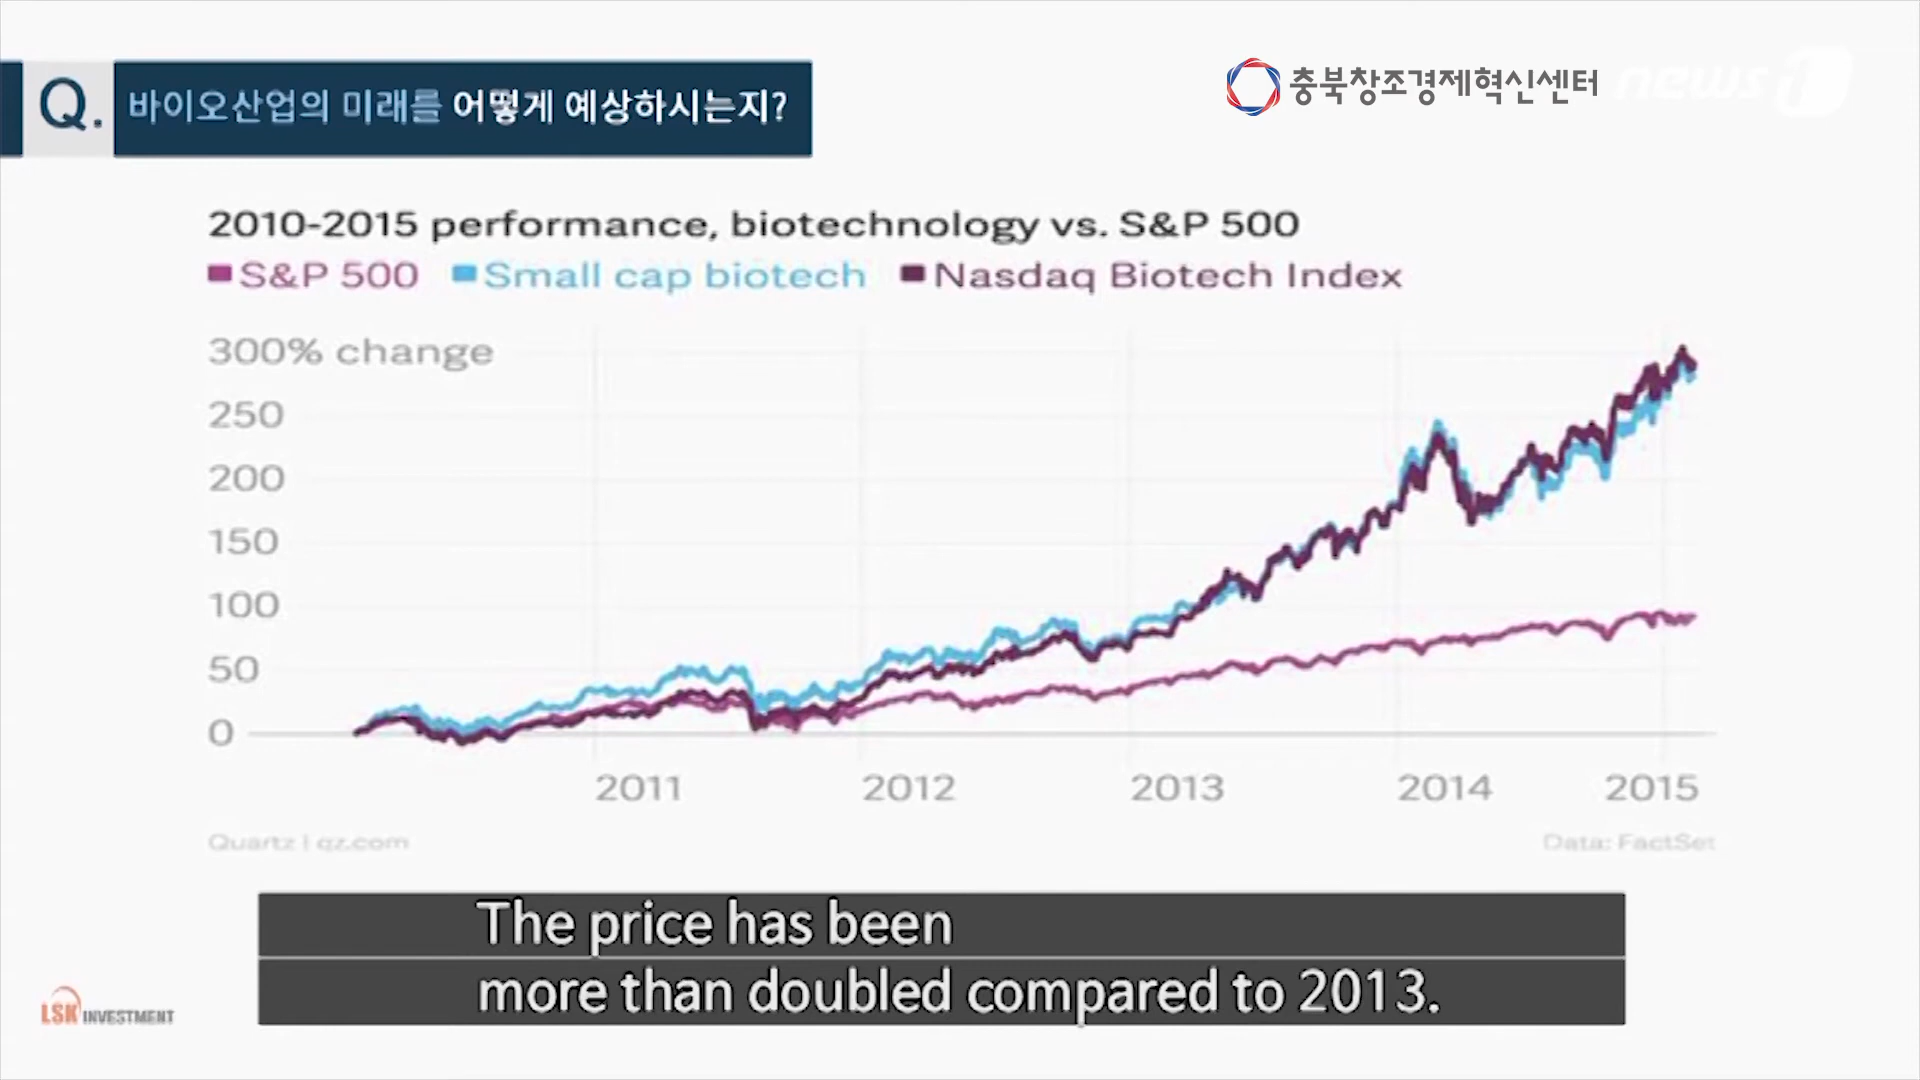 Q. 바이오산업의 미래를 어떻게 예상하시는지?
충북창조경제혁신센터 news1
2010-2015 performance, biotechnology vs. S&P 500
S&P 500 Small cap biotech Nasdaq Biotech Index
300% change
250
200
150
100
50
0
2011 2012 2013 2014 2015
Quartz | qz.com Data: FactSet
The price has been
more than doubled compared to 2013.
LSK INVESTMENT